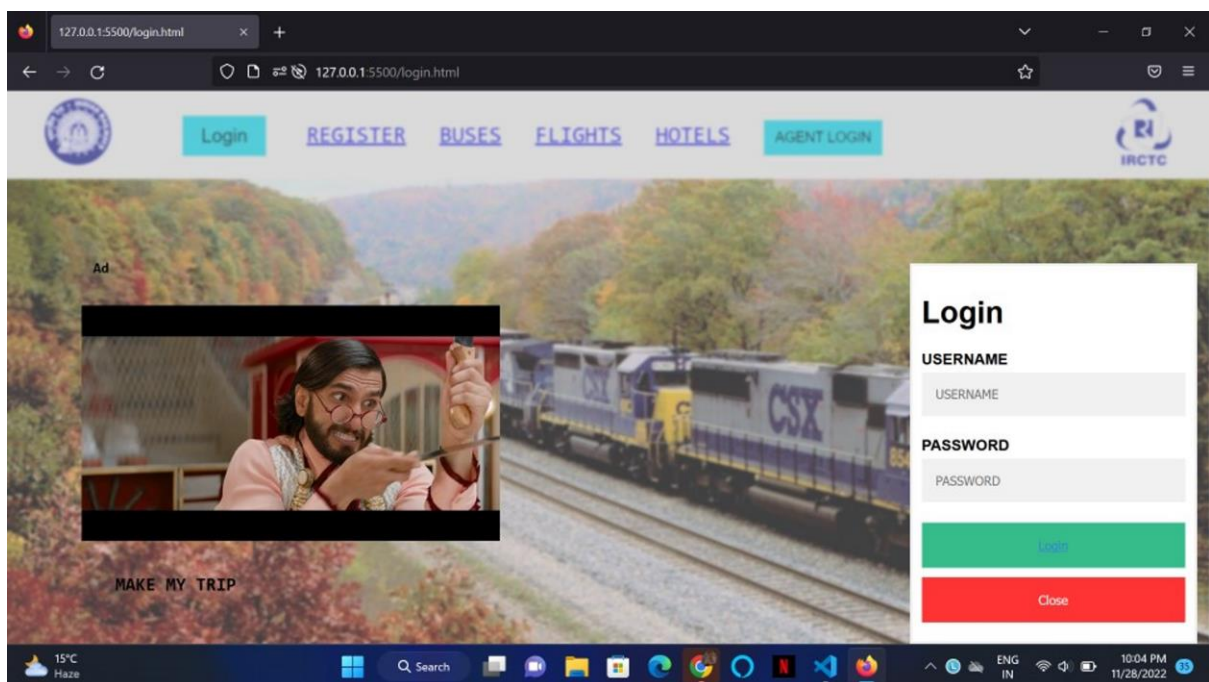 127.0.0.1:5500/login.html
127.0.0.1:5500/login.html
Login REGISTER BUSES FLIGHTS HOTELS AGENT LOGIN
IRCTC
Ad
CSX
CSX
Login
USERNAME
USERNAME
PASSWORD
PASSWORD
Login
Close
MAKE MY TRIP
15°C
Haze
Search
ENG
IN
10:04 PM
11/28/2022
35